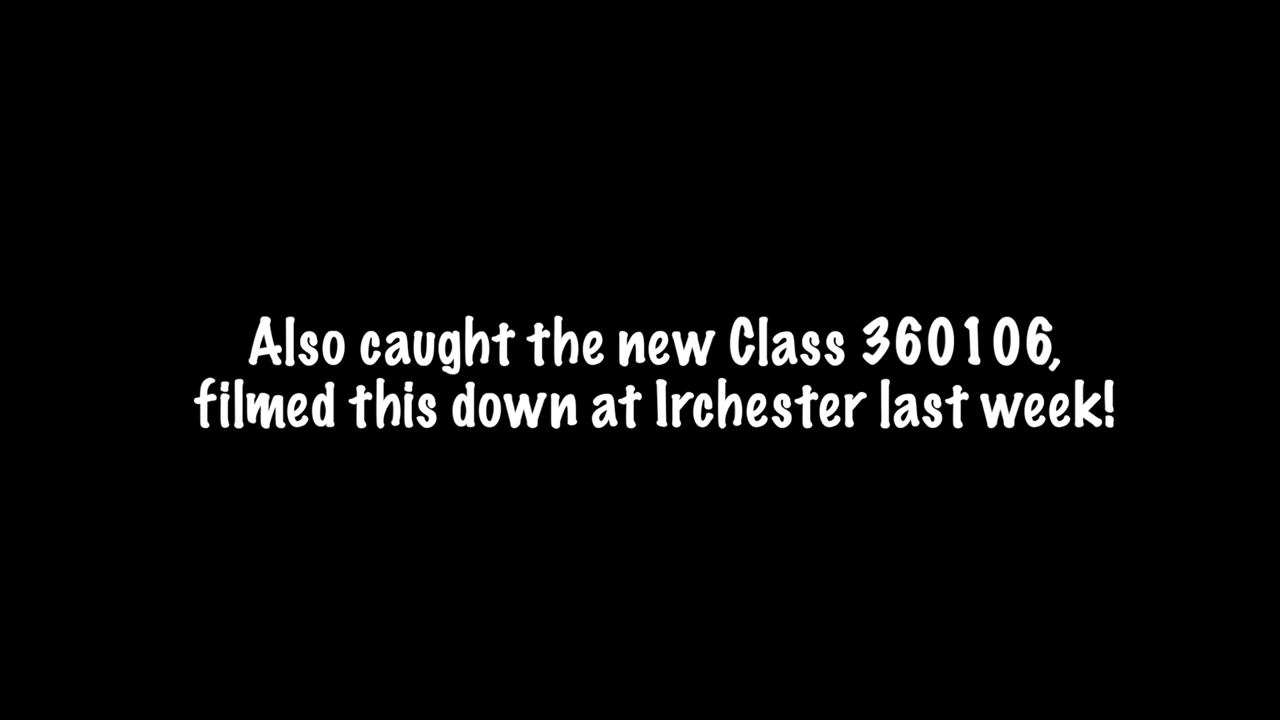 Also caught the new Class 360106,
filmed this down at Irchester last week!